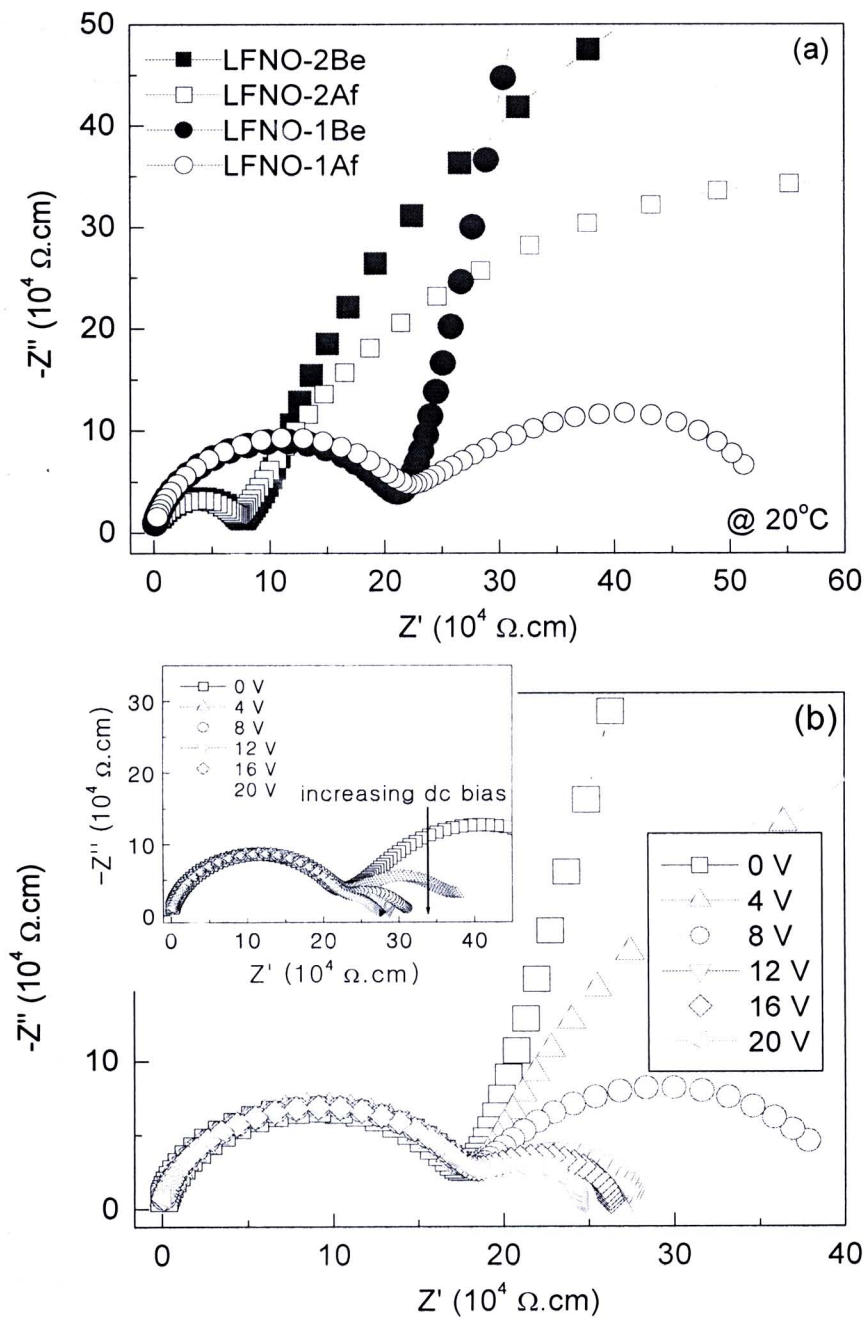 (a)
LFNO-2Be
LFNO-2Af
LFNO-1Be
LFNO-1Af
50
40
30
20
10
0
-Z" (10⁴ Ω.cm)
@ 20°C
0 10 20 30 40 50 60
Z' (10⁴ Ω.cm)
(b)
0 V
4 V
8 V
12 V
16 V
20 V
increasing dc bias
30
20
10
0
-Z" (10⁴ Ω.cm)
0 10 20 30 40
Z' (10⁴ Ω.cm)
0 V
4 V
8 V
12 V
16 V
20 V
-Z" (10⁴ Ω.cm)
10
0
0 10 20 30 40
Z' (10⁴ Ω.cm)